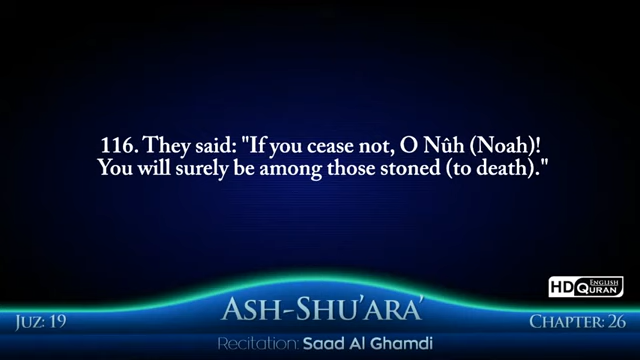 116. They said: "If you cease not, O Nûh (Noah)!
You will surely be among those stoned (to death)."
HD ENGLISH QURAN
JUZ: 19
ASH-SHU'ARA'
CHAPTER: 26
Recitation: Saad Al Ghamdi